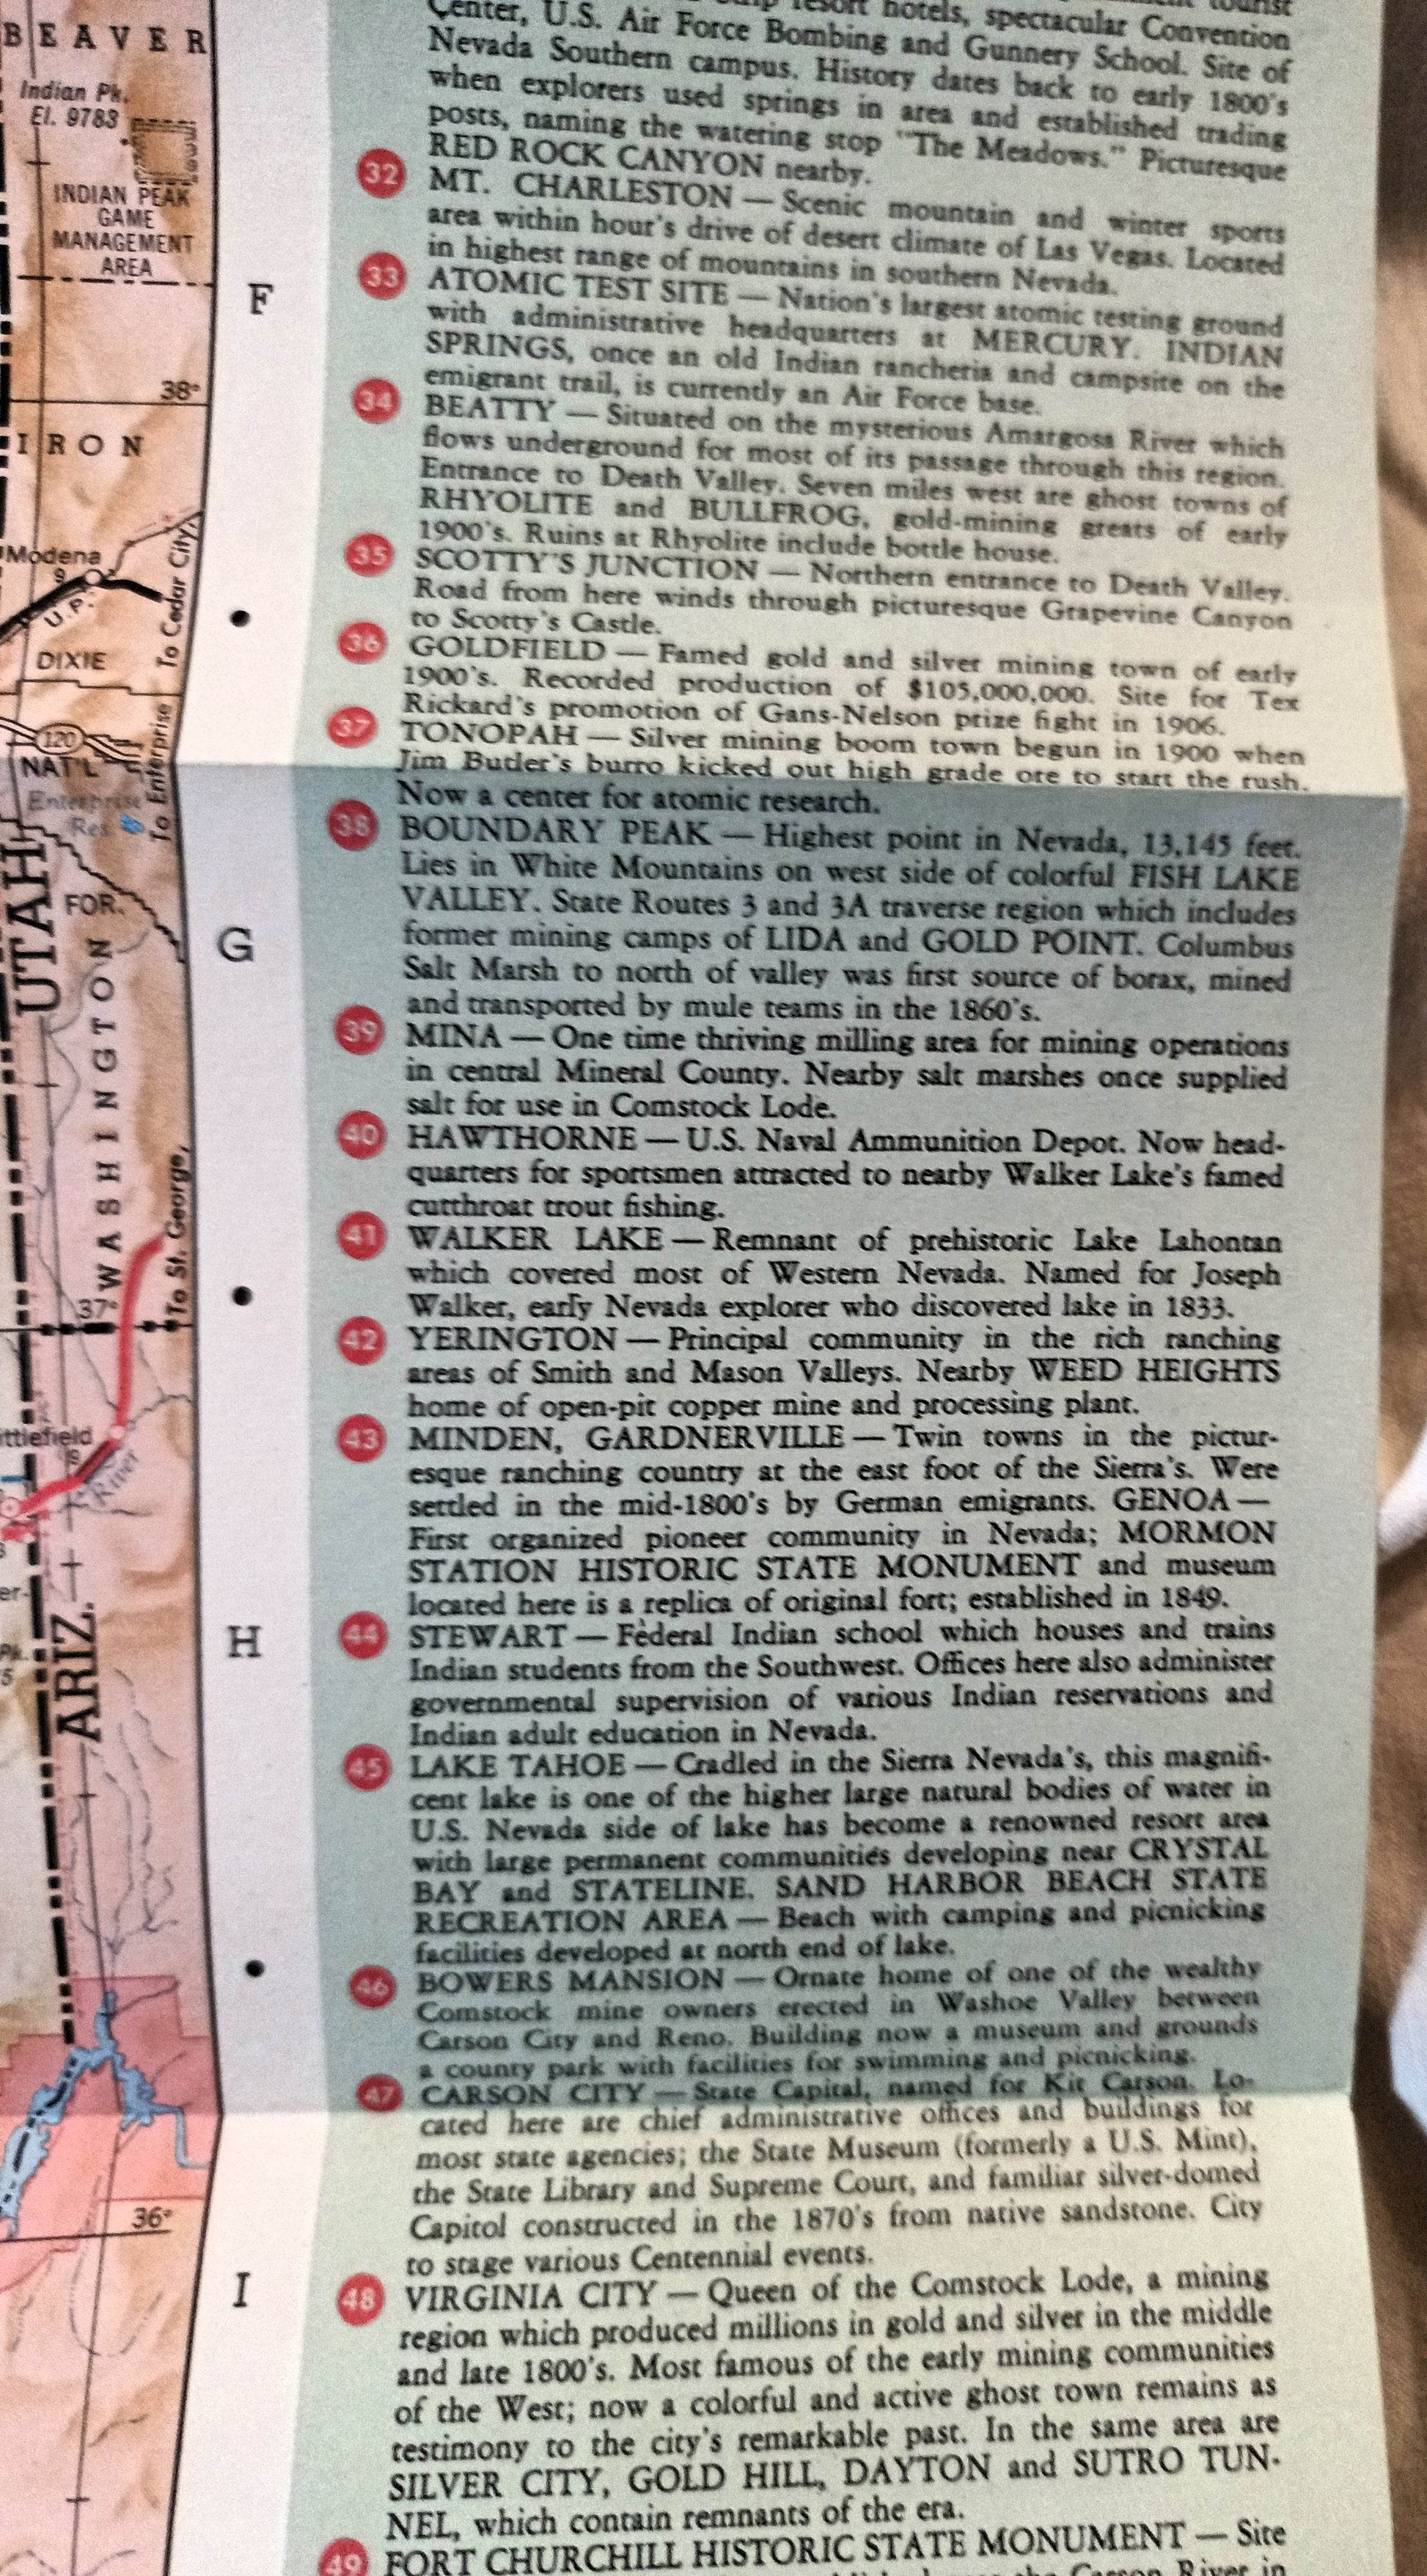 BEAVER
Indian Pk.
El. 9783
INDIAN PEAK
GAME
MANAGEMENT
AREA
F
38°
IRON
Modena
9
U.P.
To Cedar City
DIXIE
120
NAT'L
To Enterprise
Enterprise
Res
UTAH
FOR.
G
WASHINGTON
To St. George,
37°
ttlefield
9
River
H
ARIZ.
36°
I
resort hotels, spectacular Convention
Center, U.S. Air Force Bombing and Gunnery School. Site of
Nevada Southern campus. History dates back to early 1800's
when explorers used springs in area and established trading
posts, naming the watering stop "The Meadows." Picturesque
RED ROCK CANYON nearby.
32 MT. CHARLESTON — Scenic mountain and winter sports
area within hour's drive of desert climate of Las Vegas. Located
in highest range of mountains in southern Nevada.
33 ATOMIC TEST SITE — Nation's largest atomic testing ground
with administrative headquarters at MERCURY. INDIAN
SPRINGS, once an old Indian rancheria and campsite on the
emigrant trail, is currently an Air Force base.
34 BEATTY — Situated on the mysterious Amargosa River which
flows underground for most of its passage through this region.
Entrance to Death Valley. Seven miles west are ghost towns of
RHYOLITE and BULLFROG, gold-mining greats of early
1900's. Ruins at Rhyolite include bottle house.
35 SCOTTY'S JUNCTION — Northern entrance to Death Valley.
Road from here winds through picturesque Grapevine Canyon
to Scotty's Castle.
36 GOLDFIELD — Famed gold and silver mining town of early
1900's. Recorded production of $105,000,000. Site for Tex
Rickard's promotion of Gans-Nelson prize fight in 1906.
37 TONOPAH — Silver mining boom town begun in 1900 when
Jim Butler's burro kicked out high grade ore to start the rush.
Now a center for atomic research.
38 BOUNDARY PEAK — Highest point in Nevada, 13,145 feet.
Lies in White Mountains on west side of colorful FISH LAKE
VALLEY. State Routes 3 and 3A traverse region which includes
former mining camps of LIDA and GOLD POINT. Columbus
Salt Marsh to north of valley was first source of borax, mined
and transported by mule teams in the 1860's.
39 MINA — One time thriving milling area for mining operations
in central Mineral County. Nearby salt marshes once supplied
salt for use in Comstock Lode.
40 HAWTHORNE — U.S. Naval Ammunition Depot. Now head-
quarters for sportsmen attracted to nearby Walker Lake's famed
cutthroat trout fishing.
41 WALKER LAKE — Remnant of prehistoric Lake Lahontan
which covered most of Western Nevada. Named for Joseph
Walker, early Nevada explorer who discovered lake in 1833.
42 YERINGTON — Principal community in the rich ranching
areas of Smith and Mason Valleys. Nearby WEED HEIGHTS
home of open-pit copper mine and processing plant.
43 MINDEN, GARDNERVILLE — Twin towns in the pictur-
esque ranching country at the east foot of the Sierra's. Were
settled in the mid-1800's by German emigrants. GENOA —
First organized pioneer community in Nevada; MORMON
STATION HISTORIC STATE MONUMENT and museum
located here is a replica of original fort; established in 1849.
44 STEWART — Federal Indian school which houses and trains
Indian students from the Southwest. Offices here also administer
governmental supervision of various Indian reservations and
Indian adult education in Nevada.
45 LAKE TAHOE — Cradled in the Sierra Nevada's, this magnifi-
cent lake is one of the higher large natural bodies of water in
U.S. Nevada side of lake has become a renowned resort area
with large permanent communities developing near CRYSTAL
BAY and STATELINE. SAND HARBOR BEACH STATE
RECREATION AREA — Beach with camping and picnicking
facilities developed at north end of lake.
46 BOWERS MANSION — Ornate home of one of the wealthy
Comstock mine owners erected in Washoe Valley between
Carson City and Reno. Building now a museum and grounds
a county park with facilities for swimming and picnicking.
47 CARSON CITY — State Capital, named for Kit Carson. Lo-
cated here are chief administrative offices and buildings for
most state agencies; the State Museum (formerly a U.S. Mint),
the State Library and Supreme Court, and familiar silver-domed
Capitol constructed in the 1870's from native sandstone. City
to stage various Centennial events.
48 VIRGINIA CITY — Queen of the Comstock Lode, a mining
region which produced millions in gold and silver in the middle
and late 1800's. Most famous of the early mining communities
of the West; now a colorful and active ghost town remains as
testimony to the city's remarkable past. In the same area are
SILVER CITY, GOLD HILL, DAYTON and SUTRO TUN-
NEL, which contain remnants of the era.
49 FORT CHURCHILL HISTORIC STATE MONUMENT — Site
the Carson River in